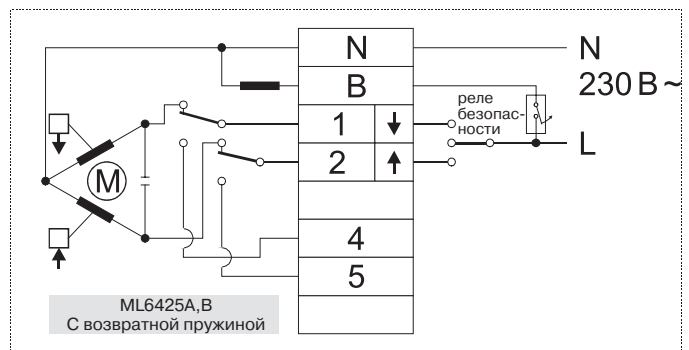 N
N
B
230 В ~
реле
безопас-
ности
1
2
L
M
4
5
ML6425A,B
С возвратной пружиной